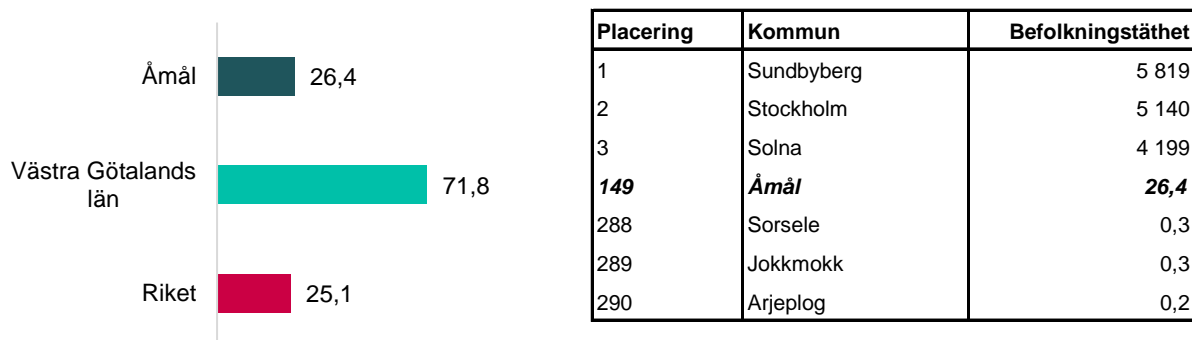 Åmål 26,4
Västra Götalands
län 71,8
Riket 25,1
Placering Kommun Befolkningstäthet
1 Sundbyberg 5 819
2 Stockholm 5 140
3 Solna 4 199
149 Åmål 26,4
288 Sorsele 0,3
289 Jokkmokk 0,3
290 Arjeplog 0,2